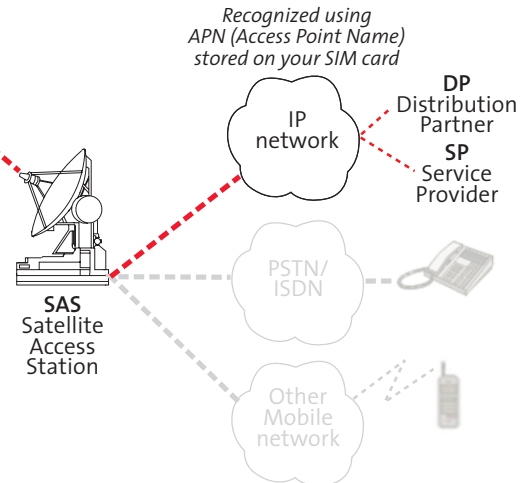 Recognized using
APN (Access Point Name)
stored on your SIM card
IP
network
DP
Distribution
Partner
SP
Service
Provider
PSTN/
ISDN
SAS
Satellite
Access
Station
Other
Mobile
network